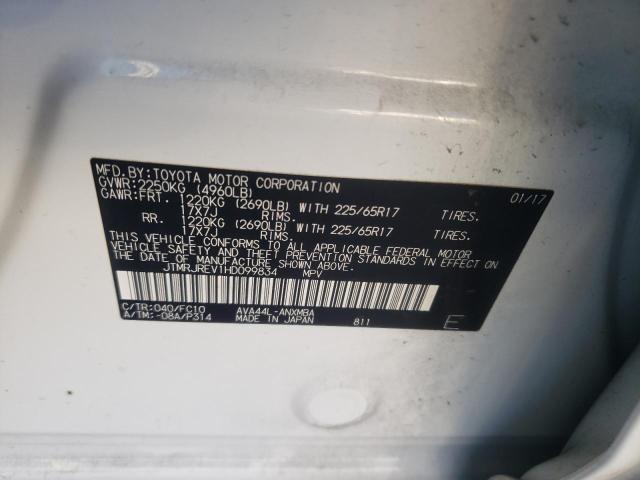 MFD.BY:TOYOTA MOTOR CORPORATION 01/17
GVWR:2250KG (4960LB)
GAWR:FRT. 1220KG (2690LB) WITH 225/65R17 TIRES.
17X7J RIMS.
RR. 1220KG (2690LB) WITH 225/65R17 TIRES.
17X7J RIMS.
THIS VEHICLE CONFORMS TO ALL APPLICABLE FEDERAL MOTOR
VEHICLE SAFETY AND THEFT PREVENTION STANDARDS IN EFFECT ON
THE DATE OF MANUFACTURE SHOWN ABOVE.
JTMRJREV1HD099834 MPV
C/TR:040/FC10 AVA44L-ANXMBA
A/TM:-08A/P314 MADE IN JAPAN 811 E